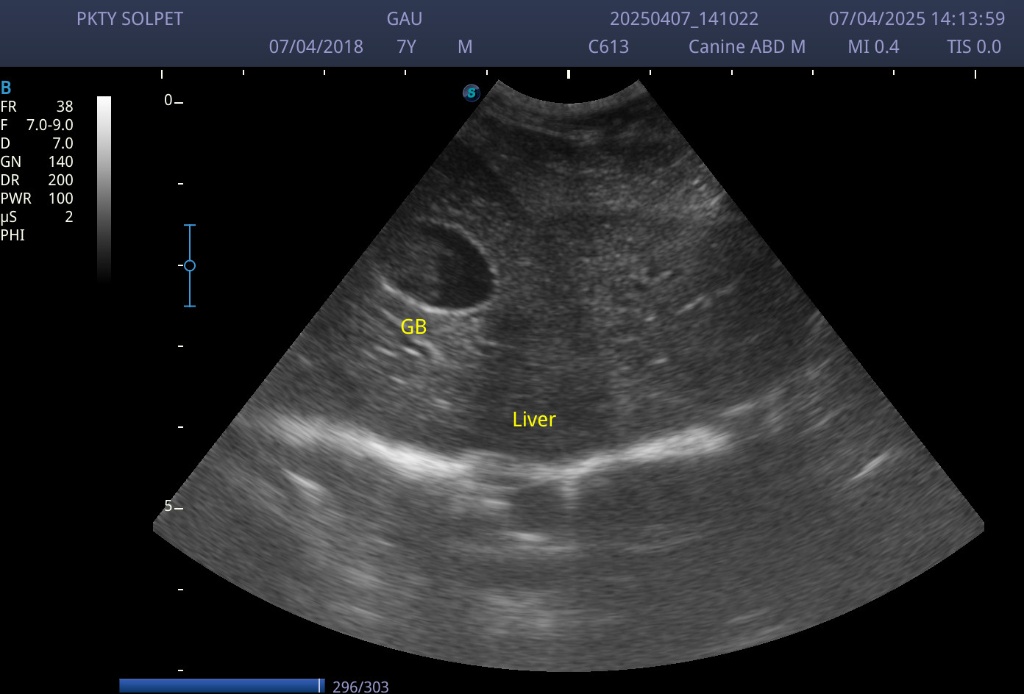 PKTY SOLPET GAU 20250407_141022 07/04/2025 14:13:59
07/04/2018 7Y M C613 Canine ABD M MI 0.4 TIS 0.0
B
FR 38
F 7.0-9.0
D 7.0
GN 140
DR 200
PWR 100
µS 2
PHI
0
S
GB
Liver
5
296/303